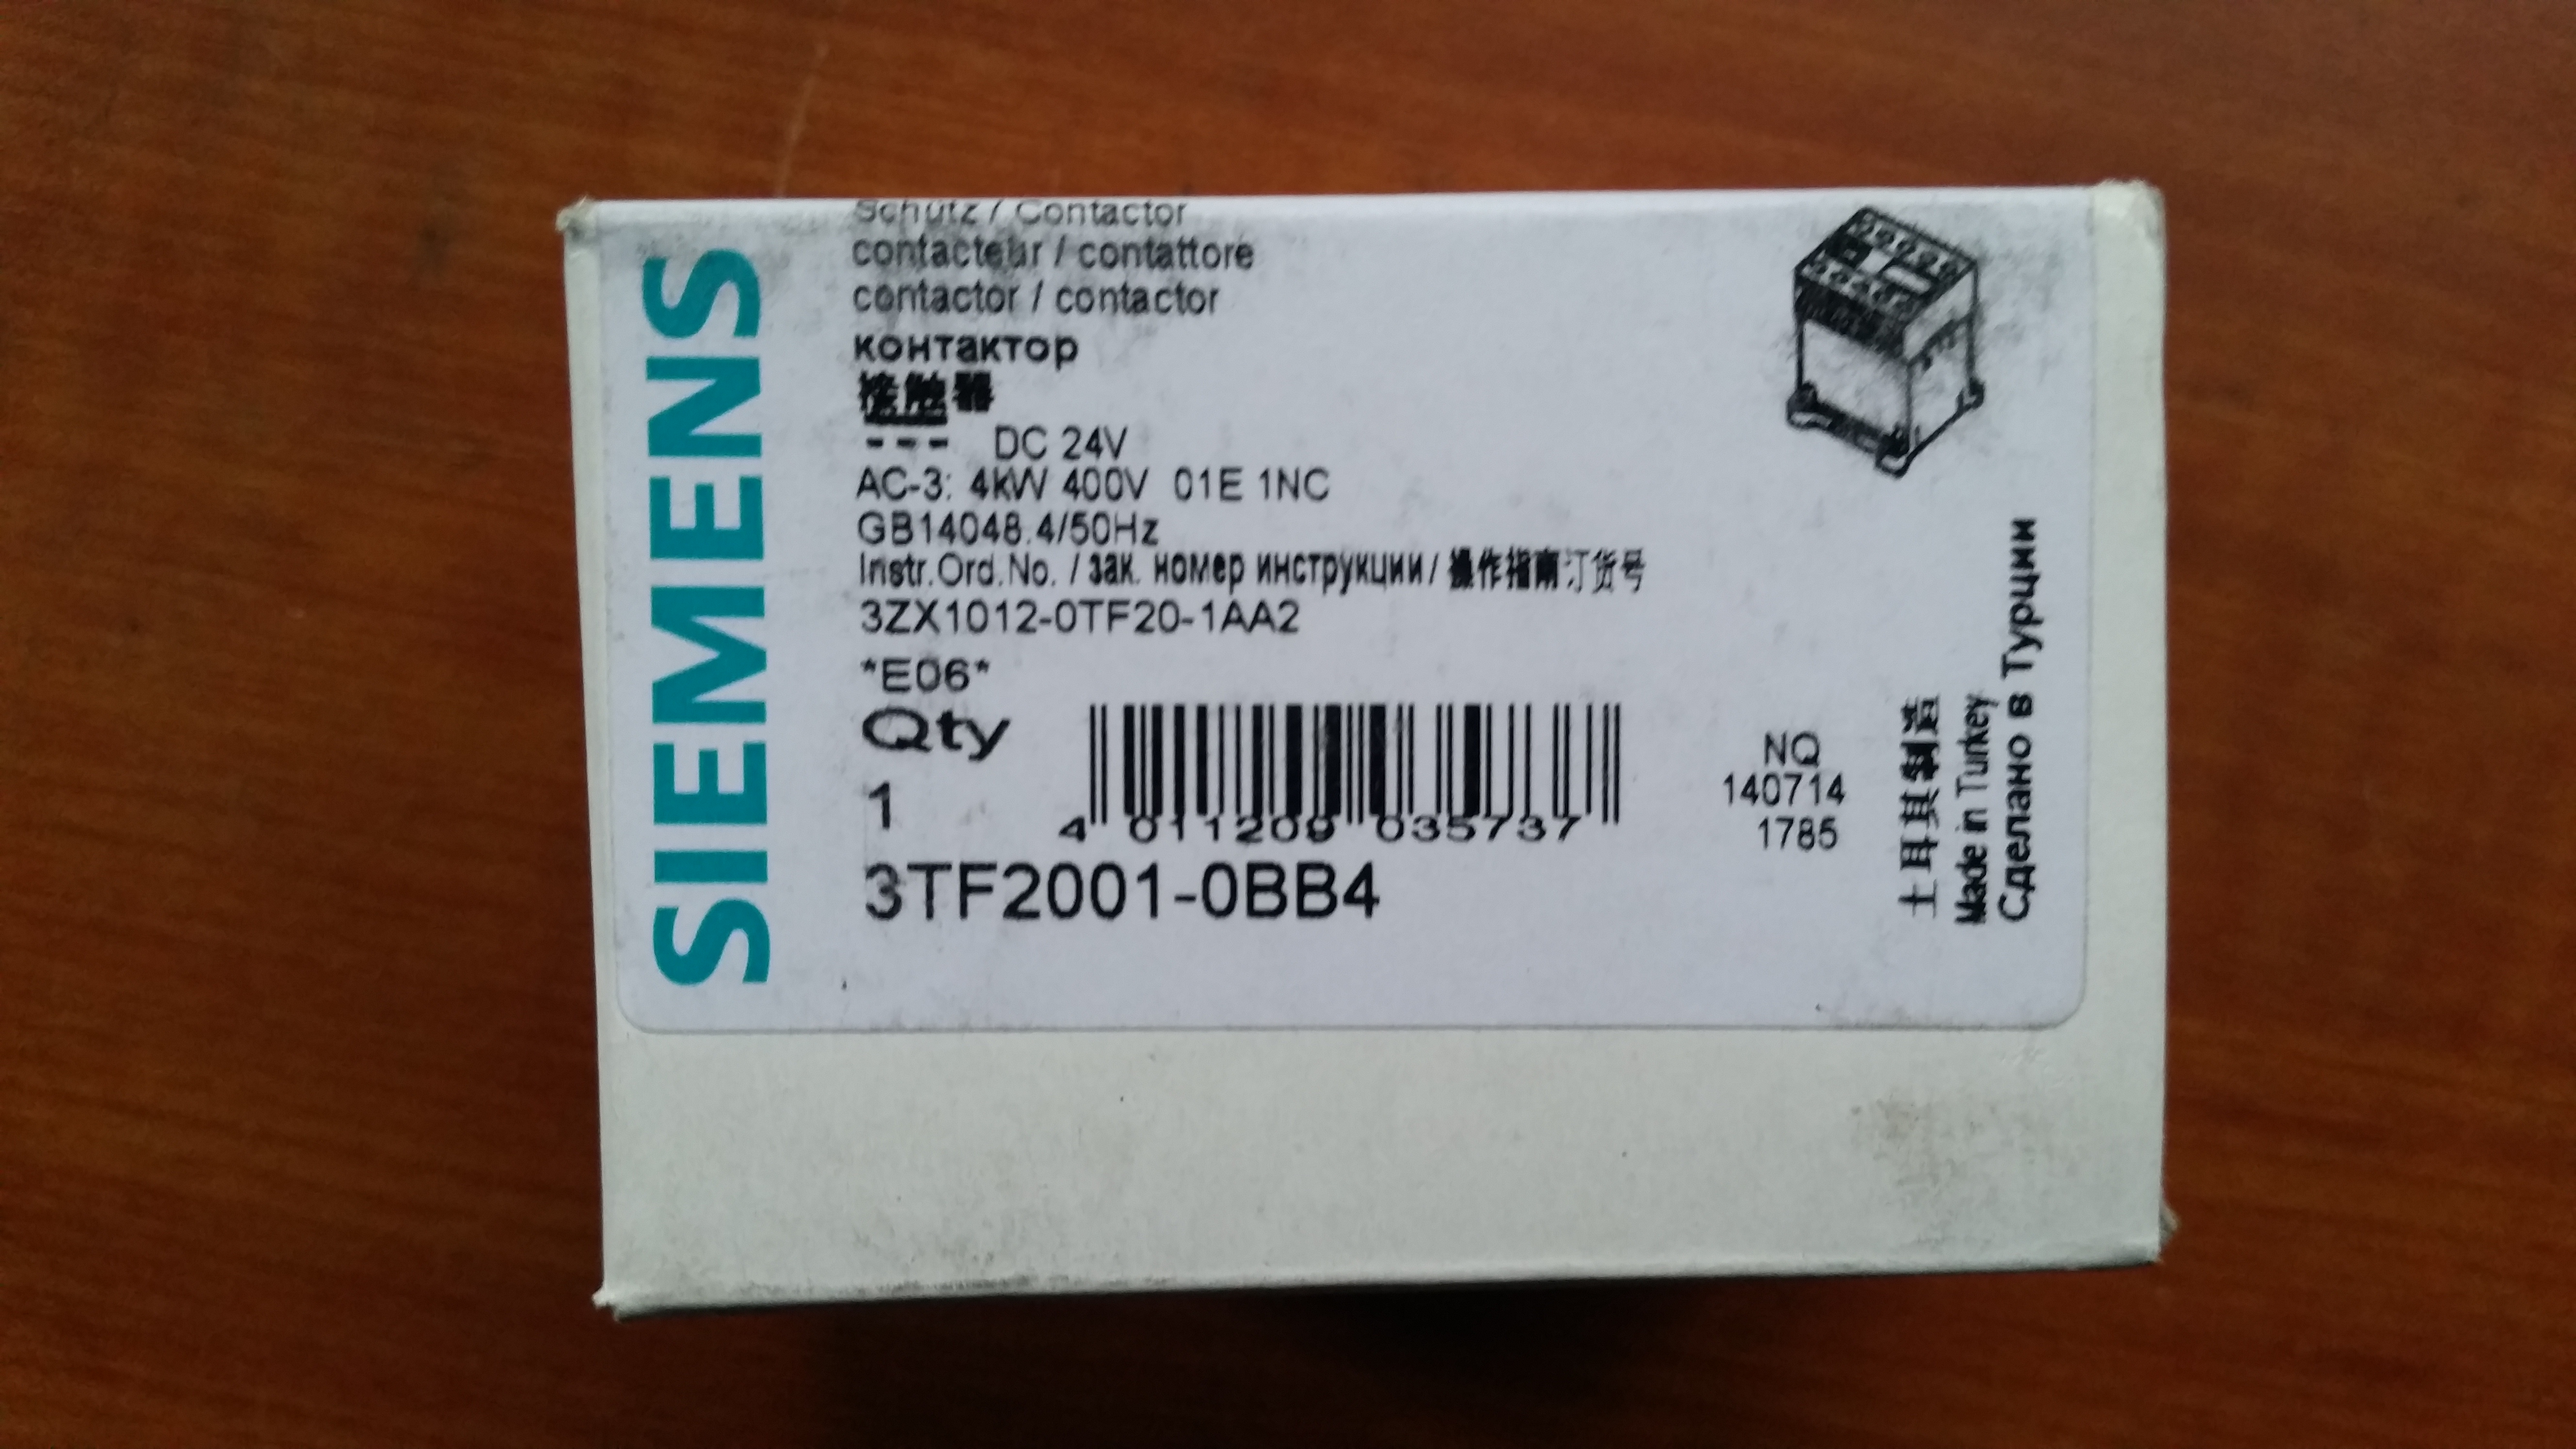 SIEMENS
Schütz / Contactor
contacteur / contattore
contactor / contactor
контактор
接触器
--- DC 24V
AC-3: 4kW 400V 01E 1NC
GB14048.4/50Hz
Instr.Ord.No. / зак. номер инструкции / 操作指南订货号
3ZX1012-0TF20-1AA2
*E06*
Qty
1
4 011209 035737
3TF2001-0BB4
NQ
140714
1785
土耳其制造
Made in Turkey
Сделано в Турции